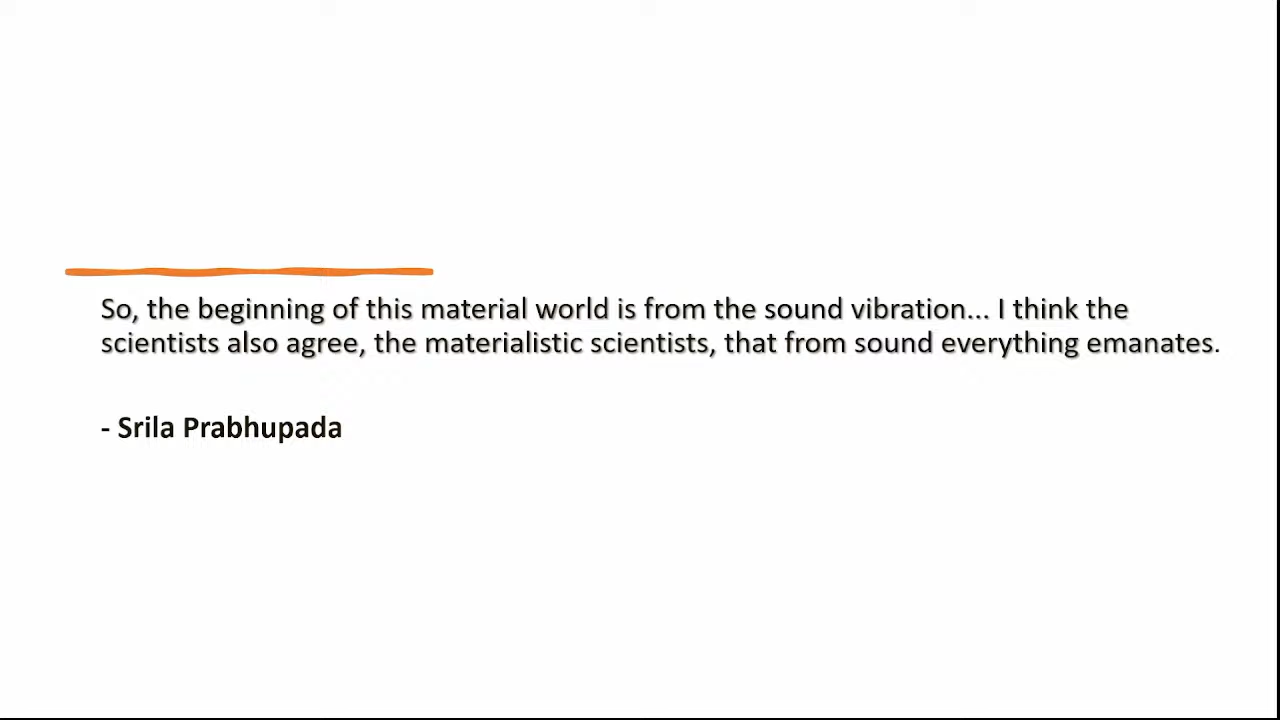 So, the beginning of this material world is from the sound vibration... I think the
scientists also agree, the materialistic scientists, that from sound everything emanates.
- Srila Prabhupada